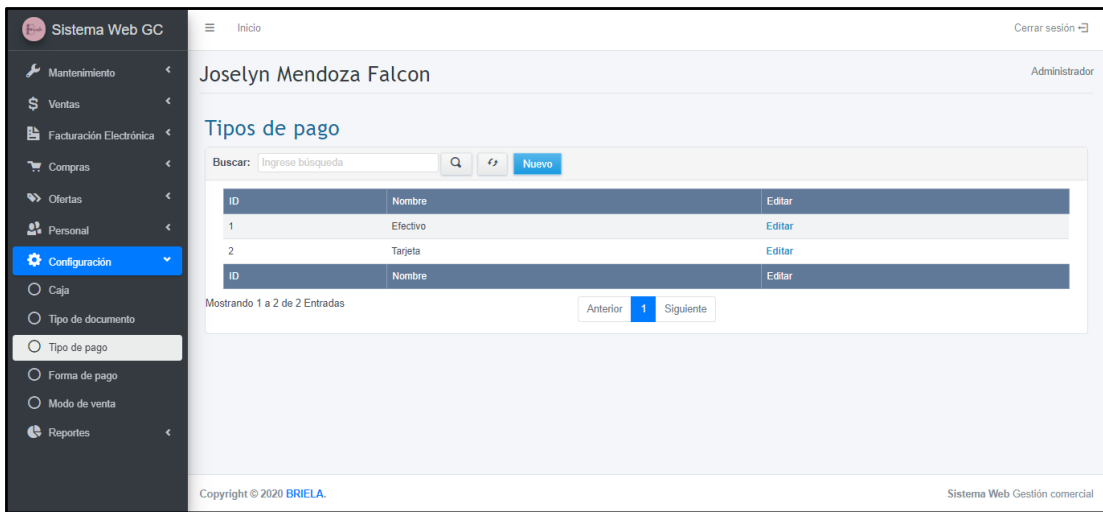 Sistema Web GC
Mantenimiento
Ventas
Facturación Electrónica
Compras
Ofertas
Personal
Configuración
Caja
Tipo de documento
Tipo de pago
Forma de pago
Modo de venta
Reportes
Inicio
Cerrar sesión
Joselyn Mendoza Falcon
Administrador
Tipos de pago
Buscar: Ingrese búsqueda Nuevo
ID Nombre Editar
1 Efectivo Editar
2 Tarjeta Editar
ID Nombre Editar
Mostrando 1 a 2 de 2 Entradas
Anterior 1 Siguiente
Copyright © 2020 BRIELA.
Sistema Web Gestión comercial